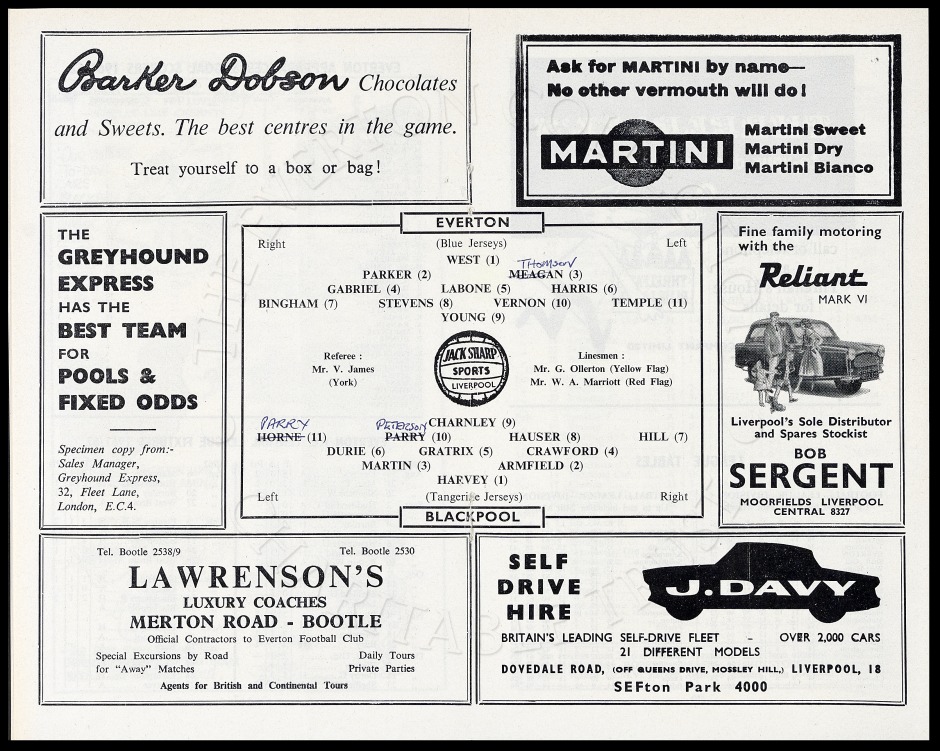 Barker Dobson Chocolates
and Sweets. The best centres in the game.
Treat yourself to a box or bag!
Ask for MARTINI by name—
No other vermouth will do!
MARTINI
Martini Sweet
Martini Dry
Martini Bianco
THE
GREYHOUND
EXPRESS
HAS THE
BEST TEAM
FOR
POOLS &
FIXED ODDS
Specimen copy from:-
Sales Manager,
Greyhound Express,
32, Fleet Lane,
London, E.C.4.
EVERTON
Right (Blue Jerseys) Left
WEST (1)
Thomson
PARKER (2) MEAGAN (3)
GABRIEL (4) LABONE (5) HARRIS (6)
BINGHAM (7) STEVENS (8) VERNON (10) TEMPLE (11)
YOUNG (9)
Referee :
Mr. V. James
(York)
JACK SHARP
SPORTS
LIVERPOOL
Linesmen :
Mr. G. Ollerton (Yellow Flag)
Mr. W. A. Marriott (Red Flag)
CHARNLEY (9)
PARRY PATERSON
HORNE (11) PARRY (10) HAUSER (8) HILL (7)
DURIE (6) GRATRIX (5) CRAWFORD (4)
MARTIN (3) ARMFIELD (2)
HARVEY (1)
Left (Tangerine Jerseys) Right
BLACKPOOL
Fine family motoring
with the
Reliant
MARK VI
Liverpool's Sole Distributor
and Spares Stockist
BOB
SERGENT
MOORFIELDS LIVERPOOL
CENTRAL 8327
Tel. Bootle 2538/9 Tel. Bootle 2530
LAWRENSON'S
LUXURY COACHES
MERTON ROAD - BOOTLE
Official Contractors to Everton Football Club
Special Excursions by Road
for "Away" Matches
Daily Tours
Private Parties
Agents for British and Continental Tours
SELF
DRIVE
HIRE
J. DAVY
BRITAIN'S LEADING SELF-DRIVE FLEET - OVER 2,000 CARS
21 DIFFERENT MODELS
DOVEDALE ROAD, (OFF QUEENS DRIVE, MOSSLEY HILL,) LIVERPOOL, 18
SEFton Park 4000